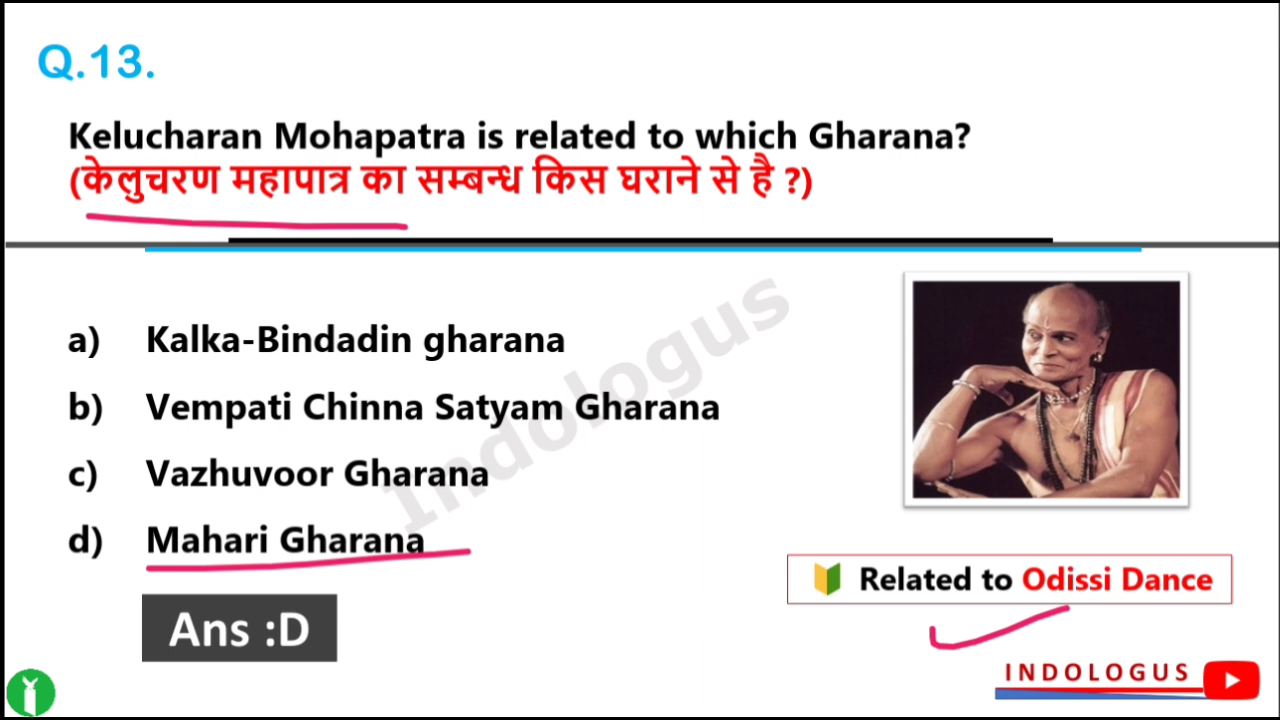 Q.13.
Kelucharan Mohapatra is related to which Gharana?
(केलुचरण महापात्र का सम्बन्ध किस घराने से है ?)
a) Kalka-Bindadin gharana
b) Vempati Chinna Satyam Gharana
c) Vazhuvoor Gharana
d) Mahari Gharana
Indologus
Related to Odissi Dance
Ans :D
INDOLOGUS